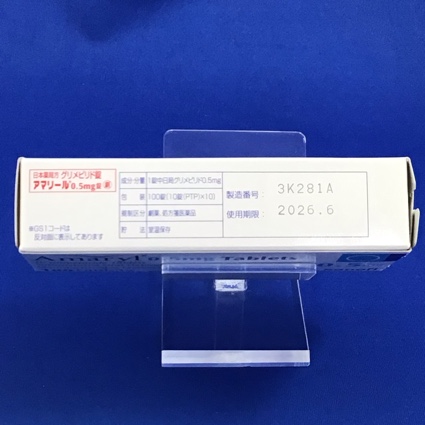 日本薬局方 グリメピリド錠
アマリール®0.5mg錠
※GS1コードは
反対面に表示してあります
成分・分量 1錠中日局グリメピリド0.5mg
包装 100錠[10錠(PTP)×10]
規制区分 劇薬、処方箋医薬品
貯法 室温保存
製造番号 3K281A
使用期限 2026.6
Amaryl 0.5mg Tablets